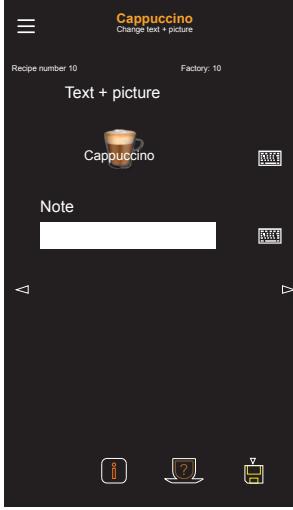 Cappuccino
Change text + picture
Recipe number 10 Factory: 10
Text + picture
Cappuccino
Note
i
?